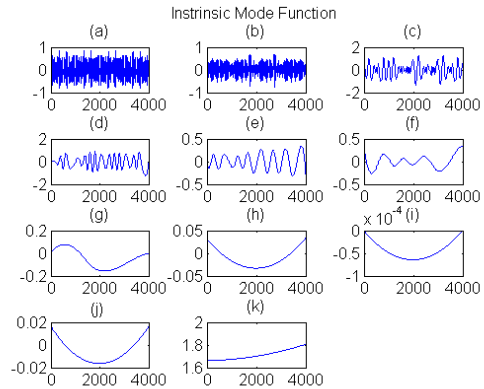 Instrinsic Mode Function
(a) (b) (c)
1 1 2
0 0 0
-1 -1 -2
0 2000 4000 0 2000 4000 0 2000 4000
(d) (e) (f)
2 0.5 0.5
0 0 0
-2 -0.5 -0.5
0 2000 4000 0 2000 4000 0 2000 4000
(g) (h) (i)
x 10^-4
0.2 0.05 0
0 0 -0.5
-0.2 -0.05 -1
0 2000 4000 0 2000 4000 0 2000 4000
(j) (k)
0.02 2
0 1.8
-0.02 1.6
0 2000 4000 0 2000 4000